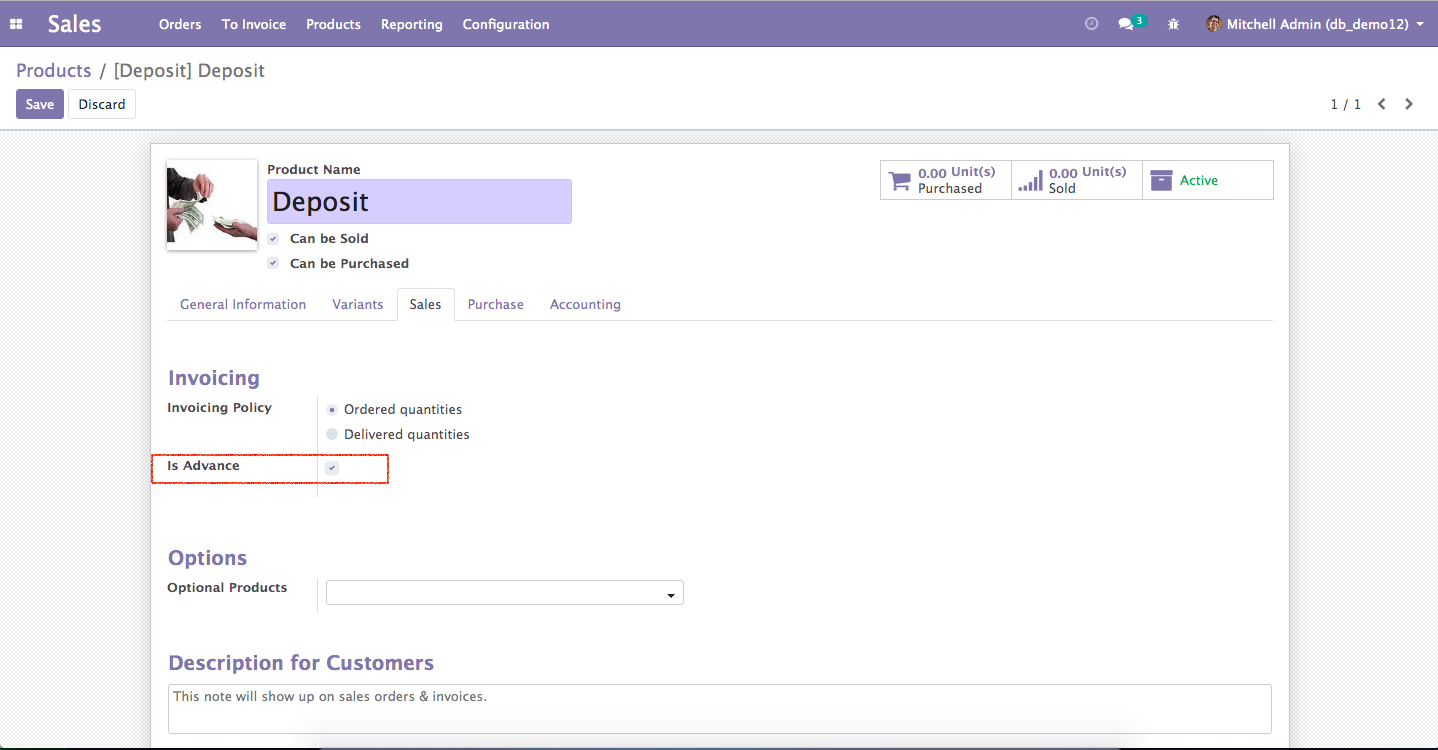 Sales Orders To Invoice Products Reporting Configuration 3 Mitchell Admin (db_demo12)
Products / [Deposit] Deposit
Save Discard 1 / 1
Product Name
Deposit
Can be Sold
Can be Purchased
0.00 Unit(s)
Purchased
0.00 Unit(s)
Sold
Active
General Information Variants Sales Purchase Accounting
Invoicing
Invoicing Policy Ordered quantities
Delivered quantities
Is Advance
Options
Optional Products
Description for Customers
This note will show up on sales orders & invoices.